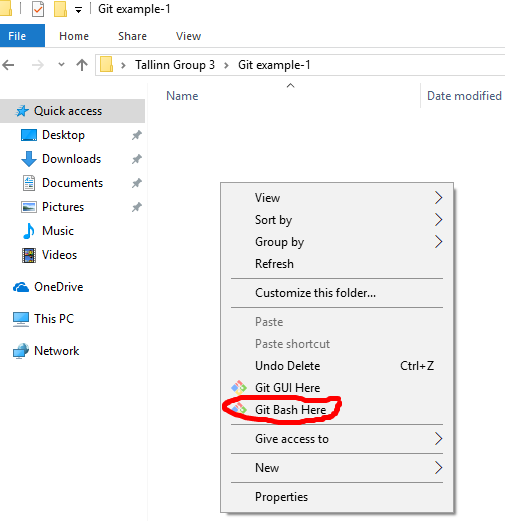 Git example-1
File Home Share View
Tallinn Group 3 Git example-1
Name Date modified
Quick access
Desktop
Downloads
Documents
Pictures
Music
Videos
OneDrive
This PC
Network
View
Sort by
Group by
Refresh
Customize this folder...
Paste
Paste shortcut
Undo Delete Ctrl+Z
Git GUI Here
Git Bash Here
Give access to
New
Properties